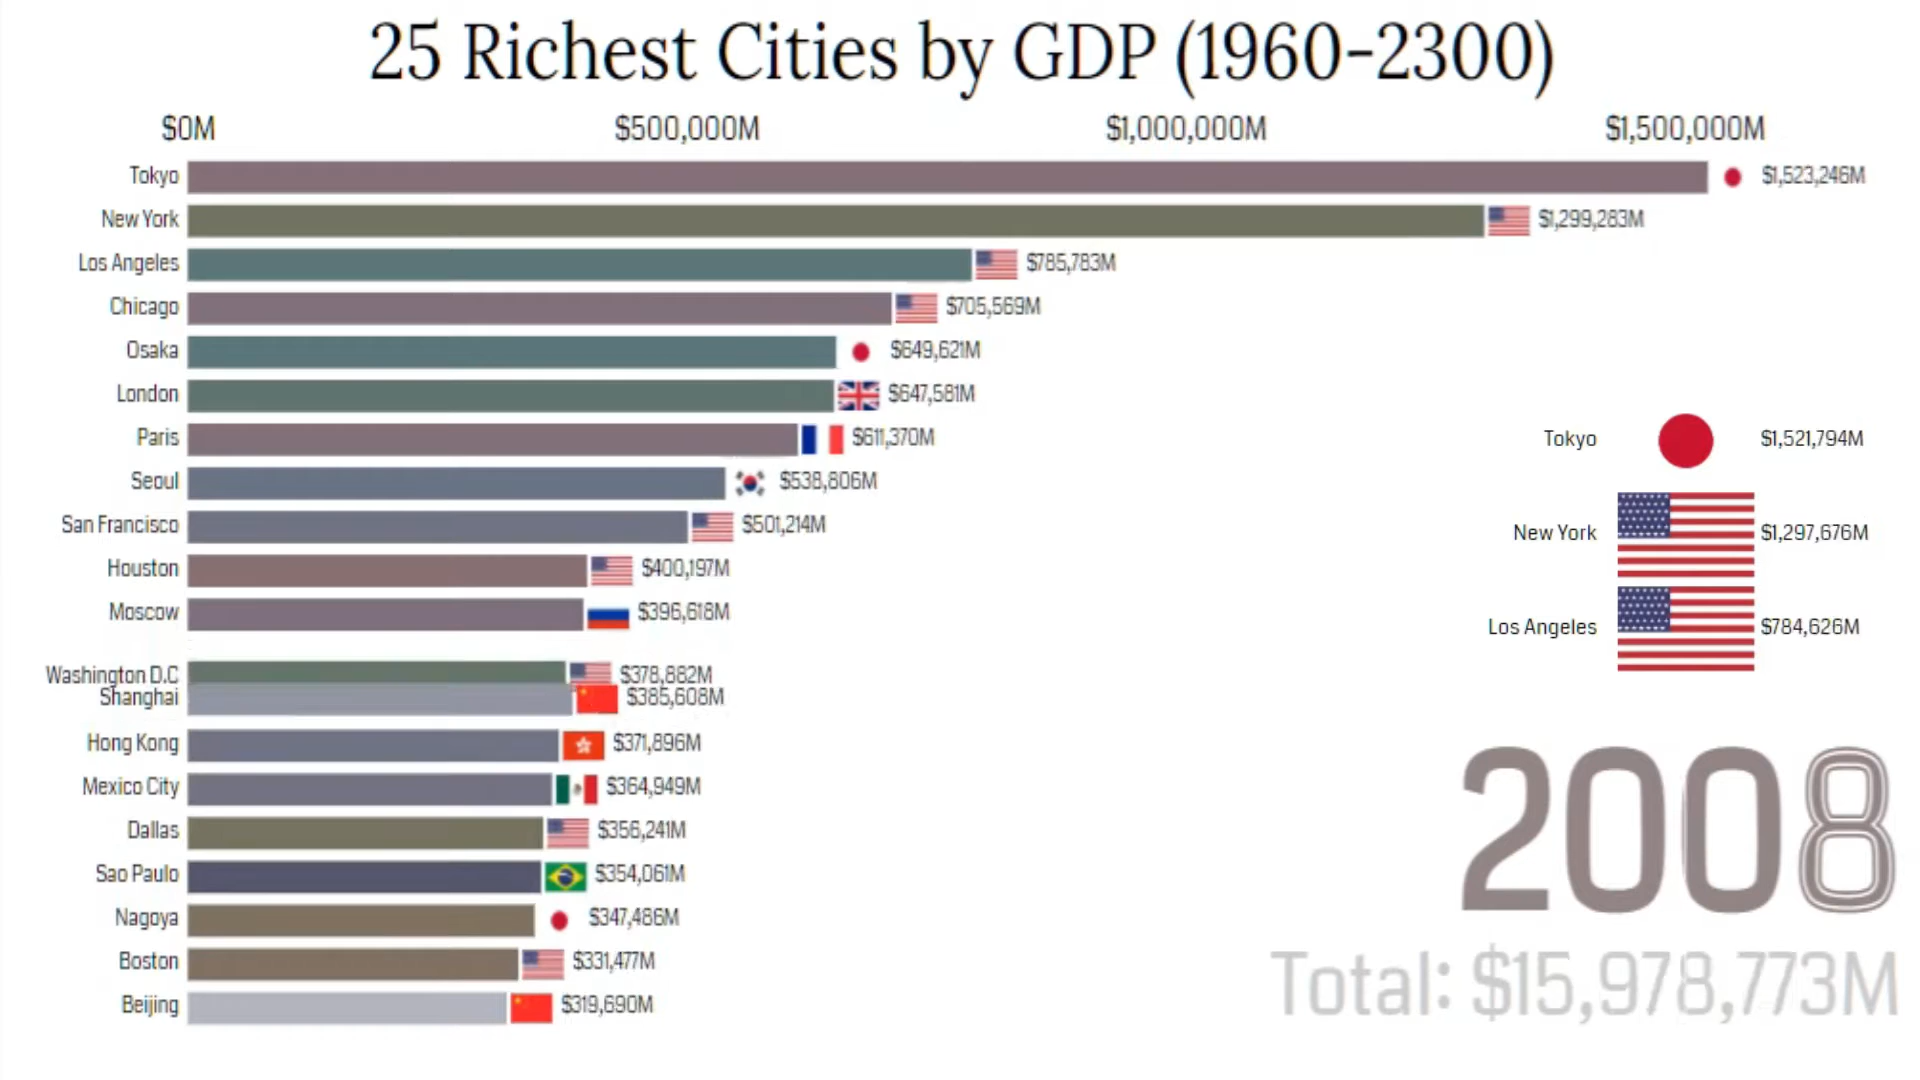 25 Richest Cities by GDP (1960-2300)
$0M $500,000M $1,000,000M $1,500,000M
Tokyo $1,523,246M
New York $1,299,283M
Los Angeles $785,783M
Chicago $705,569M
Osaka $649,621M
London $647,581M
Paris $611,370M
Seoul $538,806M
San Francisco $501,214M
Houston $400,197M
Moscow $396,618M
Washington D.C $378,882M
Shanghai $385,608M
Hong Kong $371,896M
Mexico City $364,949M
Dallas $356,241M
Sao Paulo $354,061M
Nagoya $347,486M
Boston $331,477M
Beijing $319,690M
Tokyo $1,521,794M
New York $1,297,676M
Los Angeles $784,626M
2008
Total: $15,978,773M